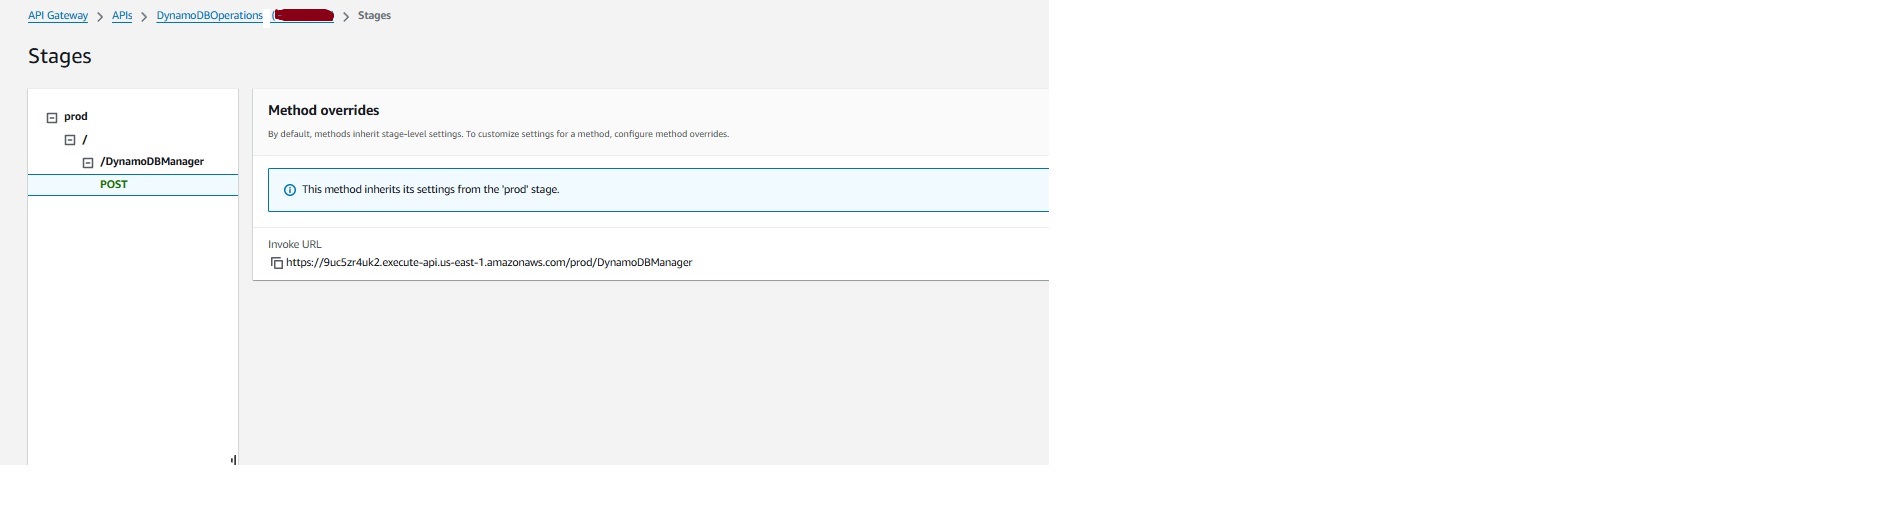 API Gateway > APIs > DynamoDBOperations ( > Stages
Stages
prod
/
/DynamoDBManager
POST
Method overrides
By default, methods inherit stage-level settings. To customize settings for a method, configure method overrides.
This method inherits its settings from the 'prod' stage.
Invoke URL
https://9uc5zr4uk2.execute-api.us-east-1.amazonaws.com/prod/DynamoDBManager